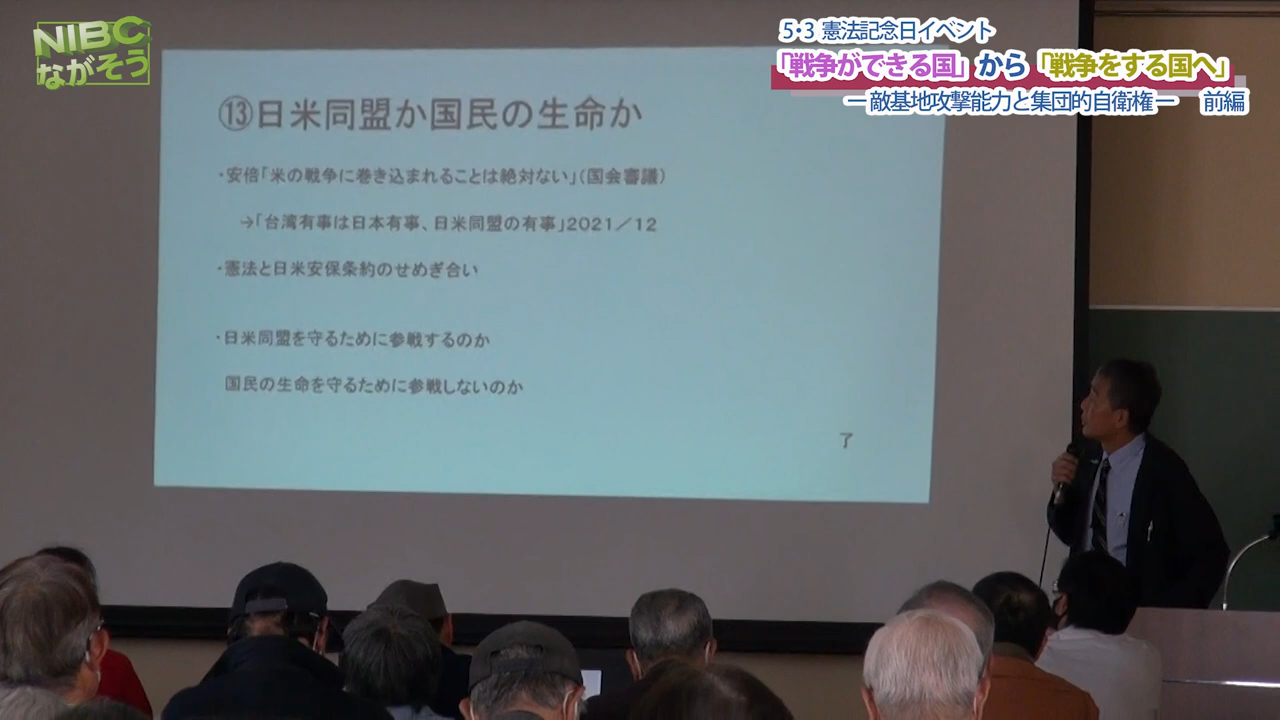 NIBC
ながそう
5・3 憲法記念日イベント
「戦争ができる国」から「戦争をする国へ」
ー敵基地攻撃能力と集団的自衛権ー 前編
⑬日米同盟か国民の生命か
・安倍「米の戦争に巻き込まれることは絶対ない」(国会審議)
→「台湾有事は日本有事、日米同盟の有事」2021/12
・憲法と日米安保条約のせめぎ合い
・日米同盟を守るために参戦するのか
国民の生命を守るために参戦しないのか
了